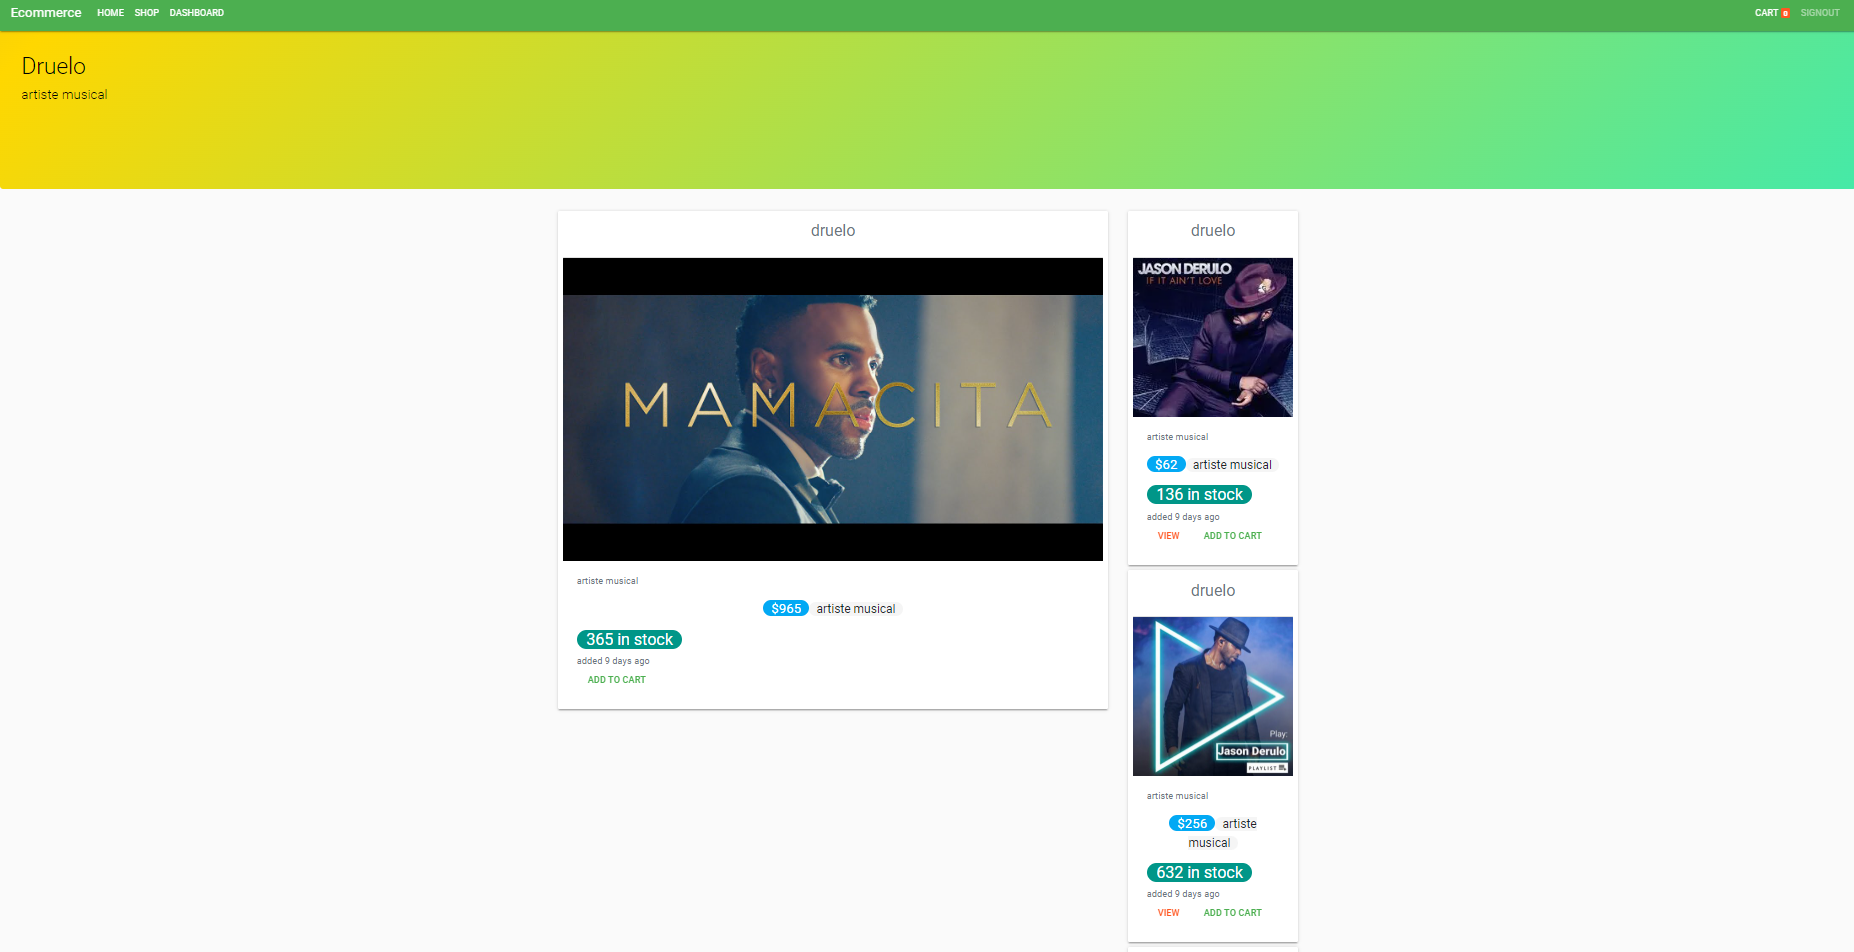 Ecommerce HOME SHOP DASHBOARD CART 0 SIGNOUT
Druelo
artiste musical
druelo
MAMACITA
artiste musical
$965 artiste musical
365 in stock
added 9 days ago
ADD TO CART
druelo
JASON DERULO
IF IT AIN'T LOVE
artiste musical
$62 artiste musical
136 in stock
added 9 days ago
VIEW ADD TO CART
druelo
Play:
Jason Derulo
PLAYLIST
artiste musical
$256 artiste
musical
632 in stock
added 9 days ago
VIEW ADD TO CART